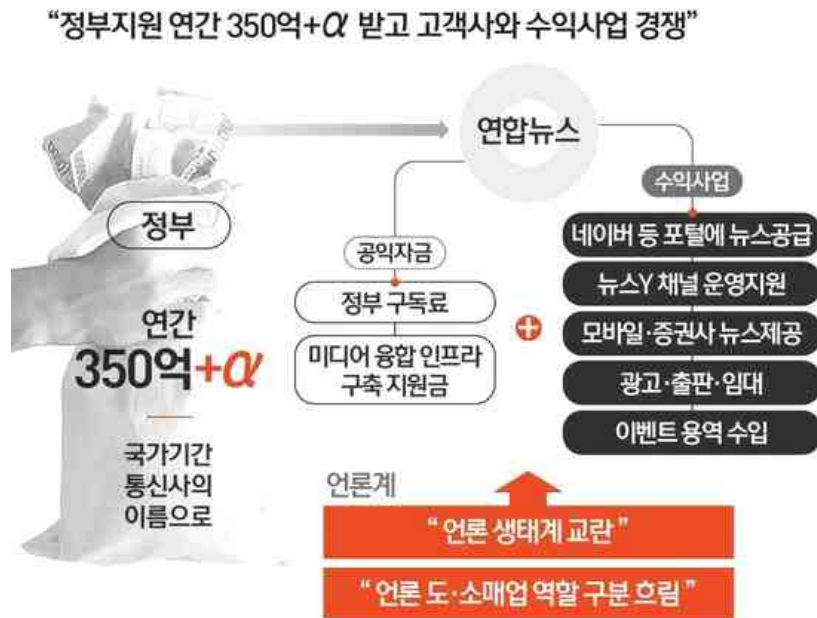 “정부지원 연간 350억+α 받고 고객사와 수익사업 경쟁”
연합뉴스
정부
연간
350억+α
국가기간
통신사의
이름으로
공익자금
정부 구독료
미디어 융합 인프라
구축 지원금
+
수익사업
네이버 등 포털에 뉴스공급
뉴스Y 채널 운영지원
모바일·증권사 뉴스제공
광고·출판·임대
이벤트 용역 수입
언론계
“ 언론 생태계 교란 ”
“ 언론 도·소매업 역할 구분 흐림 ”